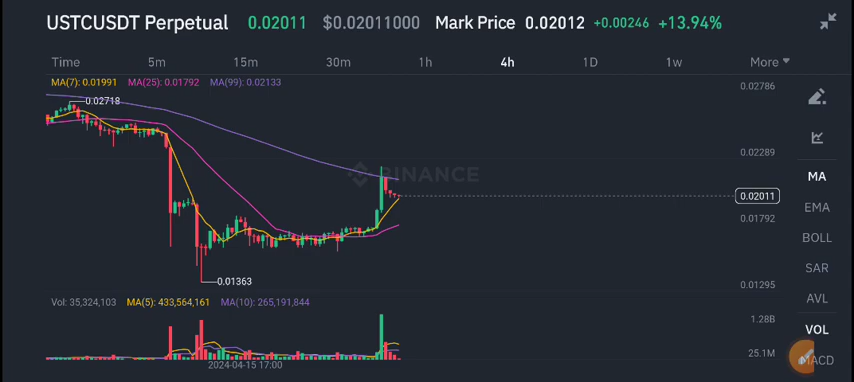 USTCUSDT Perpetual 0.02011 $0.02011000 Mark Price 0.02012 +0.00246 +13.94%
Time 5m 15m 30m 1h 4h 1D 1w More
MA(7): 0.01991 MA(25): 0.01792 MA(99): 0.02133
0.02786
0.02718
0.02289
BINANCE
MA
0.02011
EMA
0.01792
BOLL
SAR
0.01363
0.01295
AVL
Vol: 35,324,103 MA(5): 433,564,161 MA(10): 265,191,844
1.28B
VOL
25.1M
MACD
2024-04-15 17:00